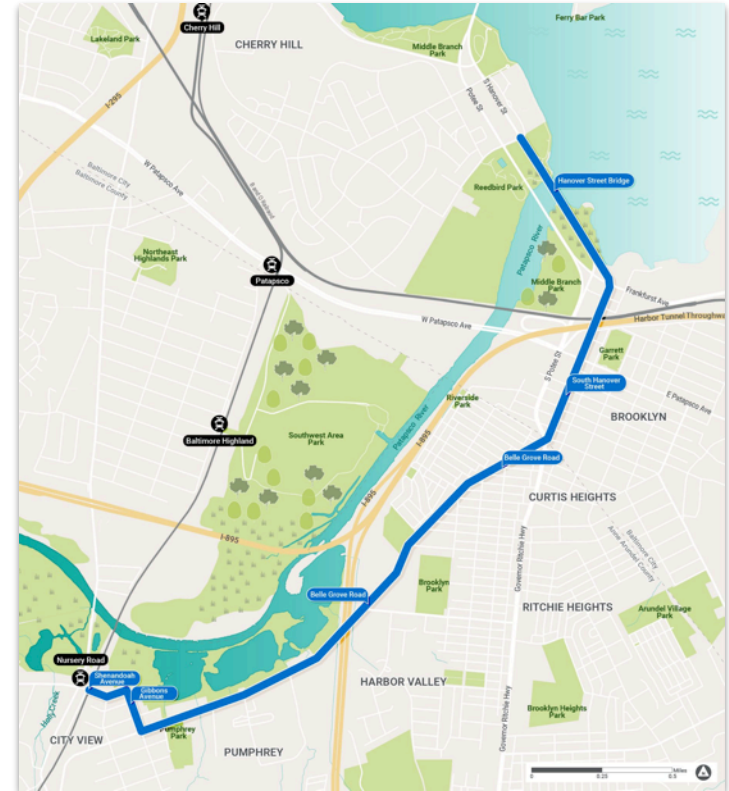 Ferry Bar Park
Cherry Hill
Lakeland Park
CHERRY HILL
Middle Branch
Park
I-295
S Hanover St
Potee St
W Patapsco Ave
Baltimore City
Baltimore County
Reedbird Park
Hanover Street Bridge
Patapsco River
Northeast
Highlands Park
Patapsco
Middle Branch
Park
Frankfurst Ave
W Patapsco Ave
Harbor Tunnel Throughwa
S Potee St
Garrett
Park
South Hanover
Street
Riverside
Park
E Patapsco Ave
BROOKLYN
Baltimore Highland
Southwest Area
Park
Patapsco River
I-895
Belle Grove Road
I-895
CURTIS HEIGHTS
I-895
Governor Ritchie Hwy
Baltimore City
Anne Arundel County
Belle Grove Road
Brooklyn
Park
RITCHIE HEIGHTS
Arundel Village
Park
Nursery Road
Shenandoah
Avenue
Gibbons
Avenue
HARBOR VALLEY
Holly Creek
Governor Ritchie Hwy
Brooklyn Heights
Park
CITY VIEW
Pumphrey
Park
PUMPHREY
Miles
0
0.25
0.5